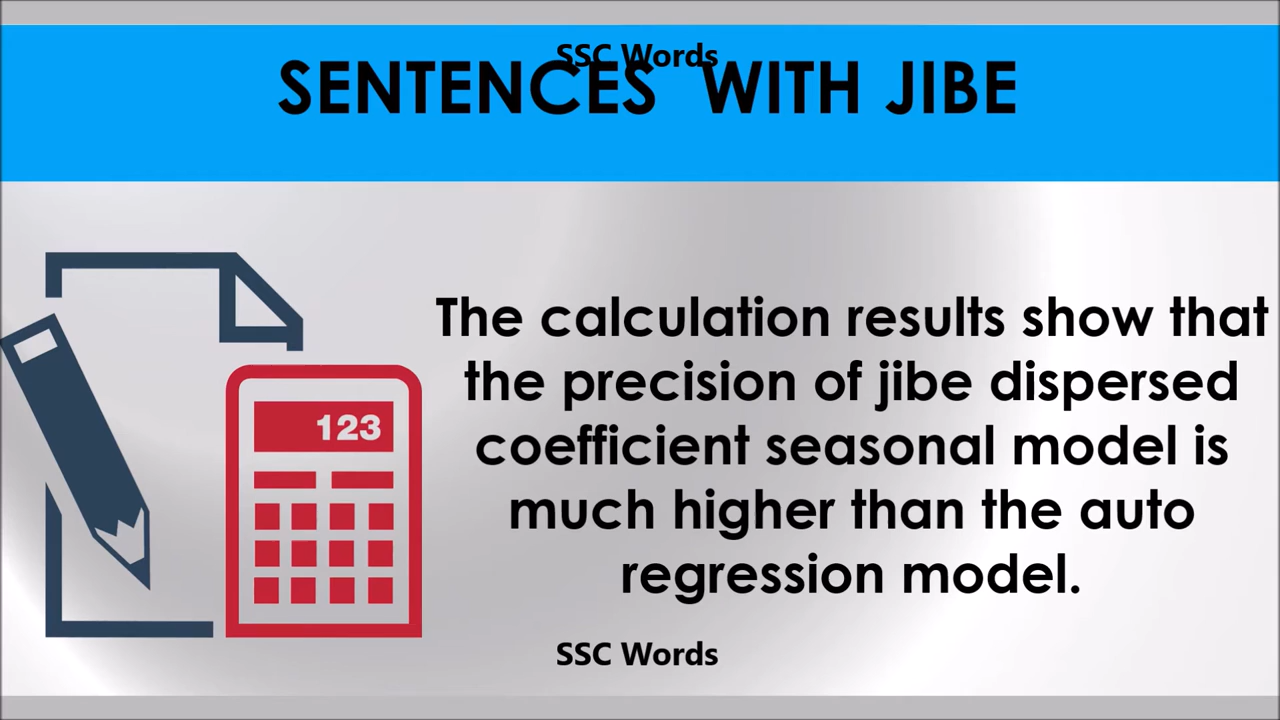 SSC Words
SENTENCES WITH JIBE
123
The calculation results show that
the precision of jibe dispersed
coefficient seasonal model is
much higher than the auto
regression model.
SSC Words